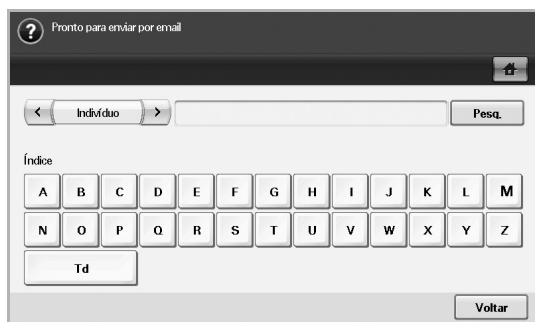 ? Pronto para enviar por email
< Indivíduo > Pesq.
Índice
A B C D E F G H I J K L M
N O P Q R S T U V W X Y Z
Td
Voltar